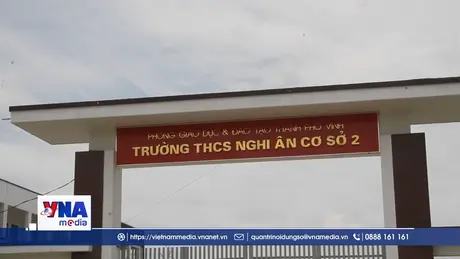 PHÒNG GIÁO DỤC & ĐÀO TẠO THÀNH PHỐ VINH
TRƯỜNG THCS NGHI ÂN CƠ SỞ 2
VNA
media
https://vietnammedia.vnanet.vn/ quantrinoidungso@vnamedia.vn 0888 161 161